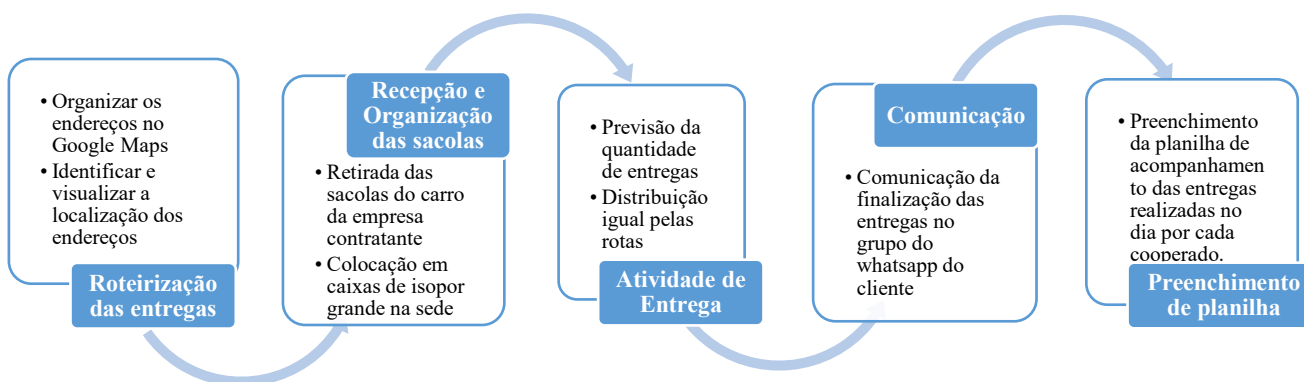 • Organizar os
endereços no
Google Maps
• Identificar e
visualizar a
localização dos
endereços
Roteirização
das entregas
Recepção e
Organização
das sacolas
• Retirada das
sacolas do carro
da empresa
contratante
• Colocação em
caixas de isopor
grande na sede
• Previsão da
quantidade
de entregas
• Distribuição
igual pelas
rotas
Atividade de
Entrega
Comunicação
• Comunicação da
finalização das
entregas no
grupo do
whatsapp do
cliente
• Preenchimento
da planilha de
acompanhamen
to das entregas
realizadas no
dia por cada
cooperado.
Preenchimento
de planilha